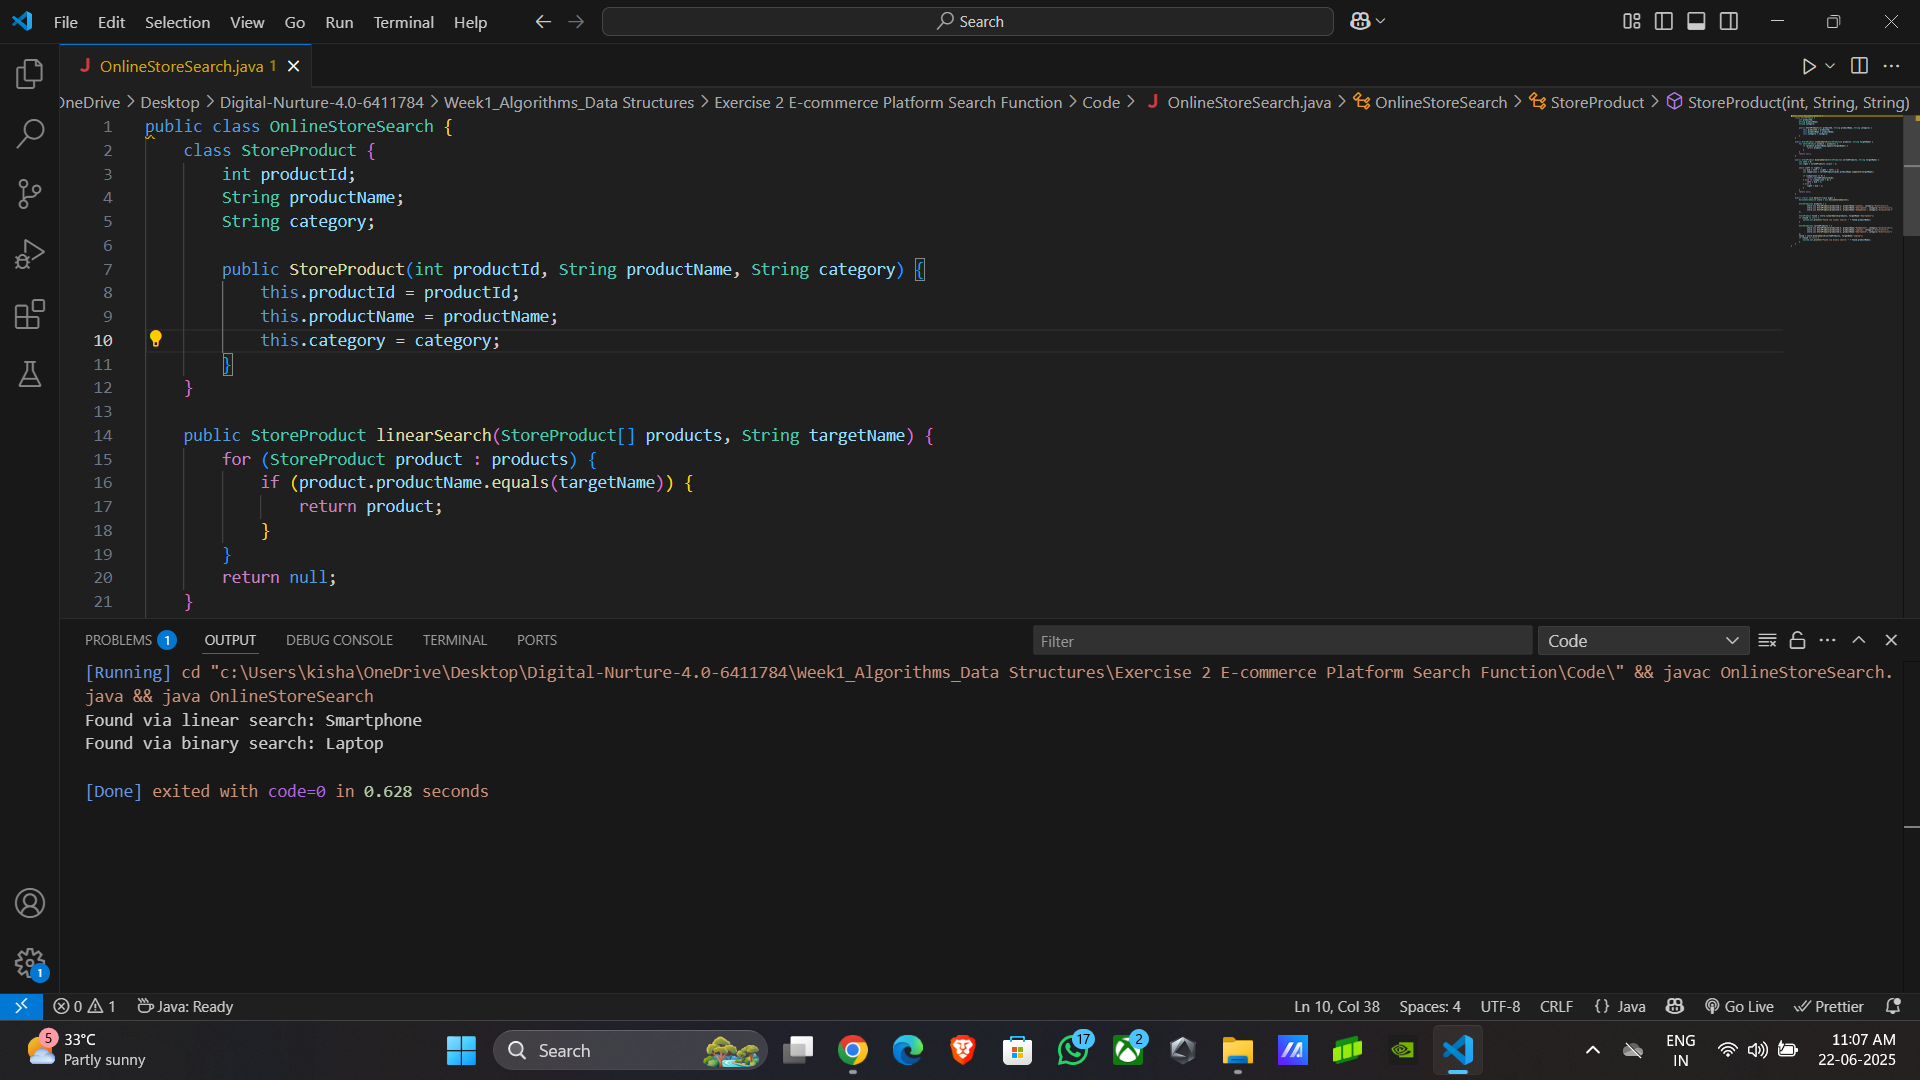 File Edit Selection View Go Run Terminal Help
Search
OnlineStoreSearch.java 1
OneDrive > Desktop > Digital-Nurture-4.0-6411784 > Week1_Algorithms_Data Structures > Exercise 2 E-commerce Platform Search Function > Code > OnlineStoreSearch.java > OnlineStoreSearch > StoreProduct > StoreProduct(int, String, String)
1 public class OnlineStoreSearch {
2     class StoreProduct {
3         int productId;
4         String productName;
5         String category;
6
7         public StoreProduct(int productId, String productName, String category) {
8             this.productId = productId;
9             this.productName = productName;
10             this.category = category;
11         }
12     }
13
14     public StoreProduct linearSearch(StoreProduct[] products, String targetName) {
15         for (StoreProduct product : products) {
16             if (product.productName.equals(targetName)) {
17                 return product;
18             }
19         }
20         return null;
21     }
PROBLEMS 1 OUTPUT DEBUG CONSOLE TERMINAL PORTS Filter Code
[Running] cd "c:\Users\kisha\OneDrive\Desktop\Digital-Nurture-4.0-6411784\Week1_Algorithms_Data Structures\Exercise 2 E-commerce Platform Search Function\Code\" && javac OnlineStoreSearch.
java && java OnlineStoreSearch
Found via linear search: Smartphone
Found via binary search: Laptop
[Done] exited with code=0 in 0.628 seconds
1
0 1 Java: Ready Ln 10, Col 38 Spaces: 4 UTF-8 CRLF {} Java Go Live Prettier
5 33°C
Partly sunny
Search
17
2
ENG
IN
11:07 AM
22-06-2025